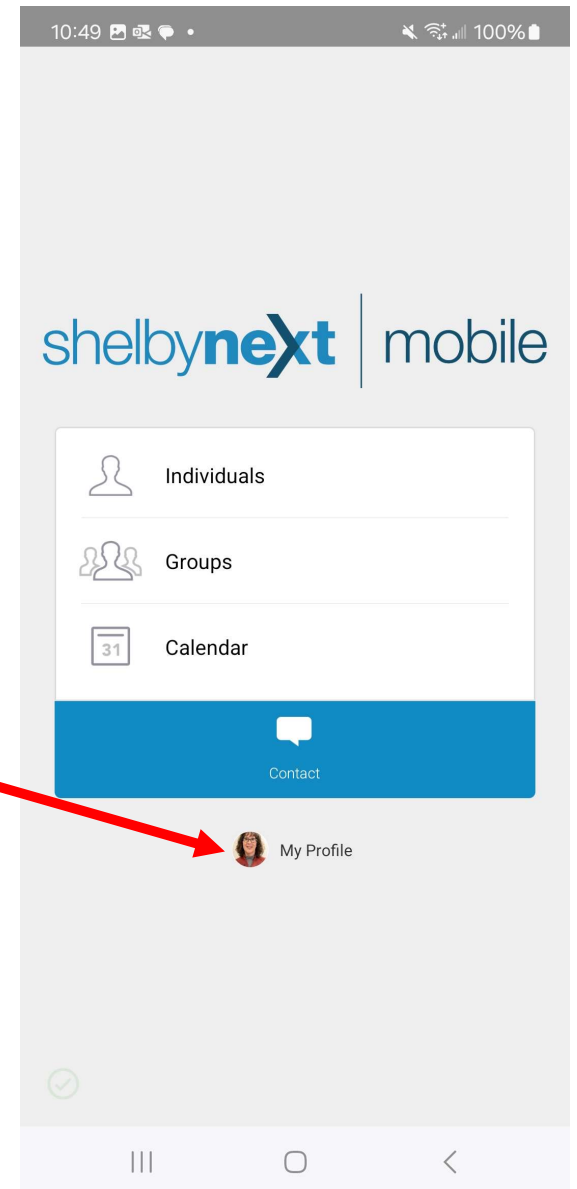 10:49 100%
shelbynext | mobile
Individuals
Groups
31 Calendar
Contact
My Profile